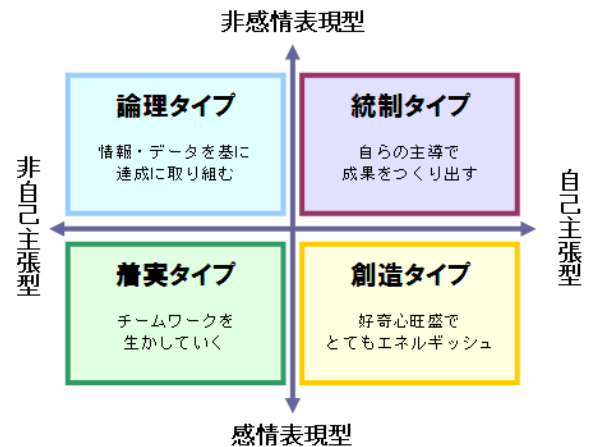 非感情表現型
論理タイプ
情報・データを基に
達成に取り組む
統制タイプ
自らの主導で
成果をつくり出す
非自己主張型
自己主張型
着実タイプ
チームワークを
生かしていく
創造タイプ
好奇心旺盛で
とてもエネルギッシュ
感情表現型